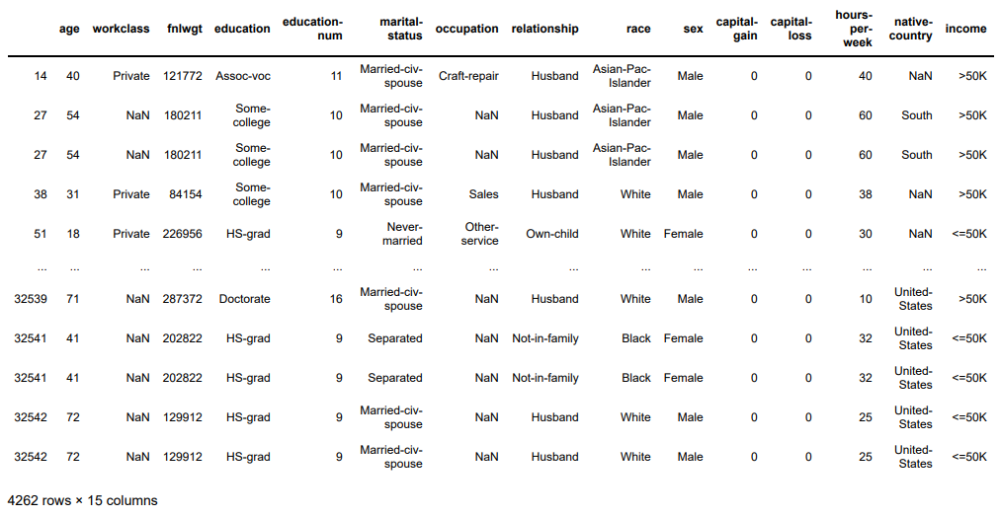 age workclass fnlwgt education education-num marital-status occupation relationship race sex capital-gain capital-loss hours-per-week native-country income
14 40 Private 121772 Assoc-voc 11 Married-civ-spouse Craft-repair Husband Asian-Pac-Islander Male 0 0 40 NaN >50K
27 54 NaN 180211 Some-college 10 Married-civ-spouse NaN Husband Asian-Pac-Islander Male 0 0 60 South >50K
27 54 NaN 180211 Some-college 10 Married-civ-spouse NaN Husband Asian-Pac-Islander Male 0 0 60 South >50K
38 31 Private 84154 Some-college 10 Married-civ-spouse Sales Husband White Male 0 0 38 NaN >50K
51 18 Private 226956 HS-grad 9 Never-married Other-service Own-child White Female 0 0 30 NaN <=50K
... ... ... ... ... ... ... ... ... ... ... ... ... ... ... ...
32539 71 NaN 287372 Doctorate 16 Married-civ-spouse NaN Husband White Male 0 0 10 United-States >50K
32541 41 NaN 202822 HS-grad 9 Separated NaN Not-in-family Black Female 0 0 32 United-States <=50K
32541 41 NaN 202822 HS-grad 9 Separated NaN Not-in-family Black Female 0 0 32 United-States <=50K
32542 72 NaN 129912 HS-grad 9 Married-civ-spouse NaN Husband White Male 0 0 25 United-States <=50K
32542 72 NaN 129912 HS-grad 9 Married-civ-spouse NaN Husband White Male 0 0 25 United-States <=50K
4262 rows × 15 columns